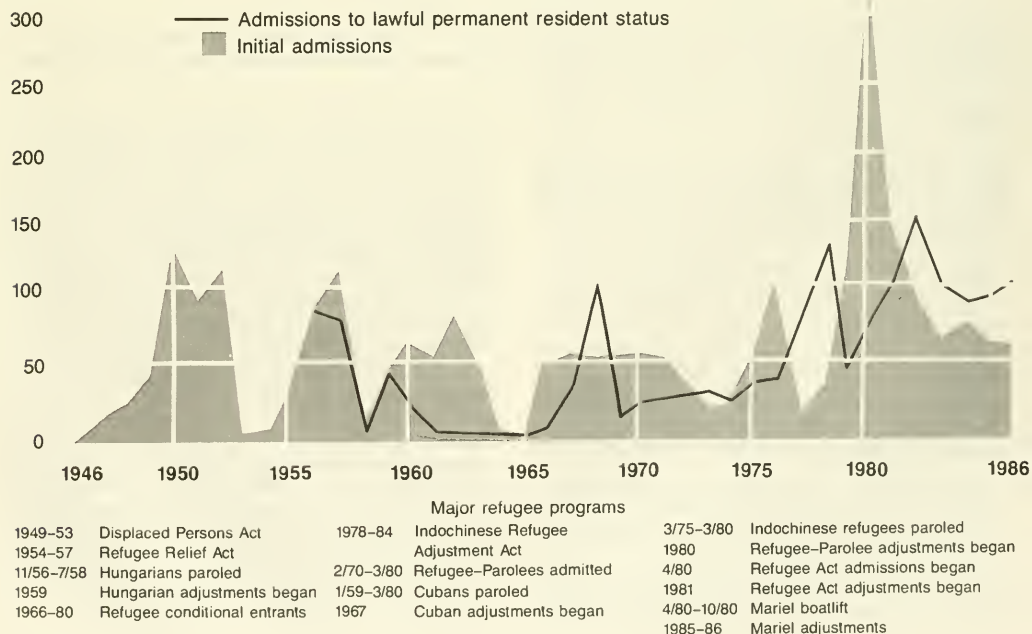 Admissions to lawful permanent resident status
Initial admissions
300
250
200
150
100
50
0
1946 1950 1955 1960 1965 1970 1975 1980 1986
Major refugee programs
1949–53 Displaced Persons Act
1954–57 Refugee Relief Act
11/56–7/58 Hungarians paroled
1959 Hungarian adjustments began
1966–80 Refugee conditional entrants
1978–84 Indochinese Refugee
Adjustment Act
2/70–3/80 Refugee–Parolees admitted
1/59–3/80 Cubans paroled
1967 Cuban adjustments began
3/75–3/80 Indochinese refugees paroled
1980 Refugee–Parolee adjustments began
4/80 Refugee Act admissions began
1981 Refugee Act adjustments began
4/80–10/80 Mariel boatlift
1985–86 Mariel adjustments